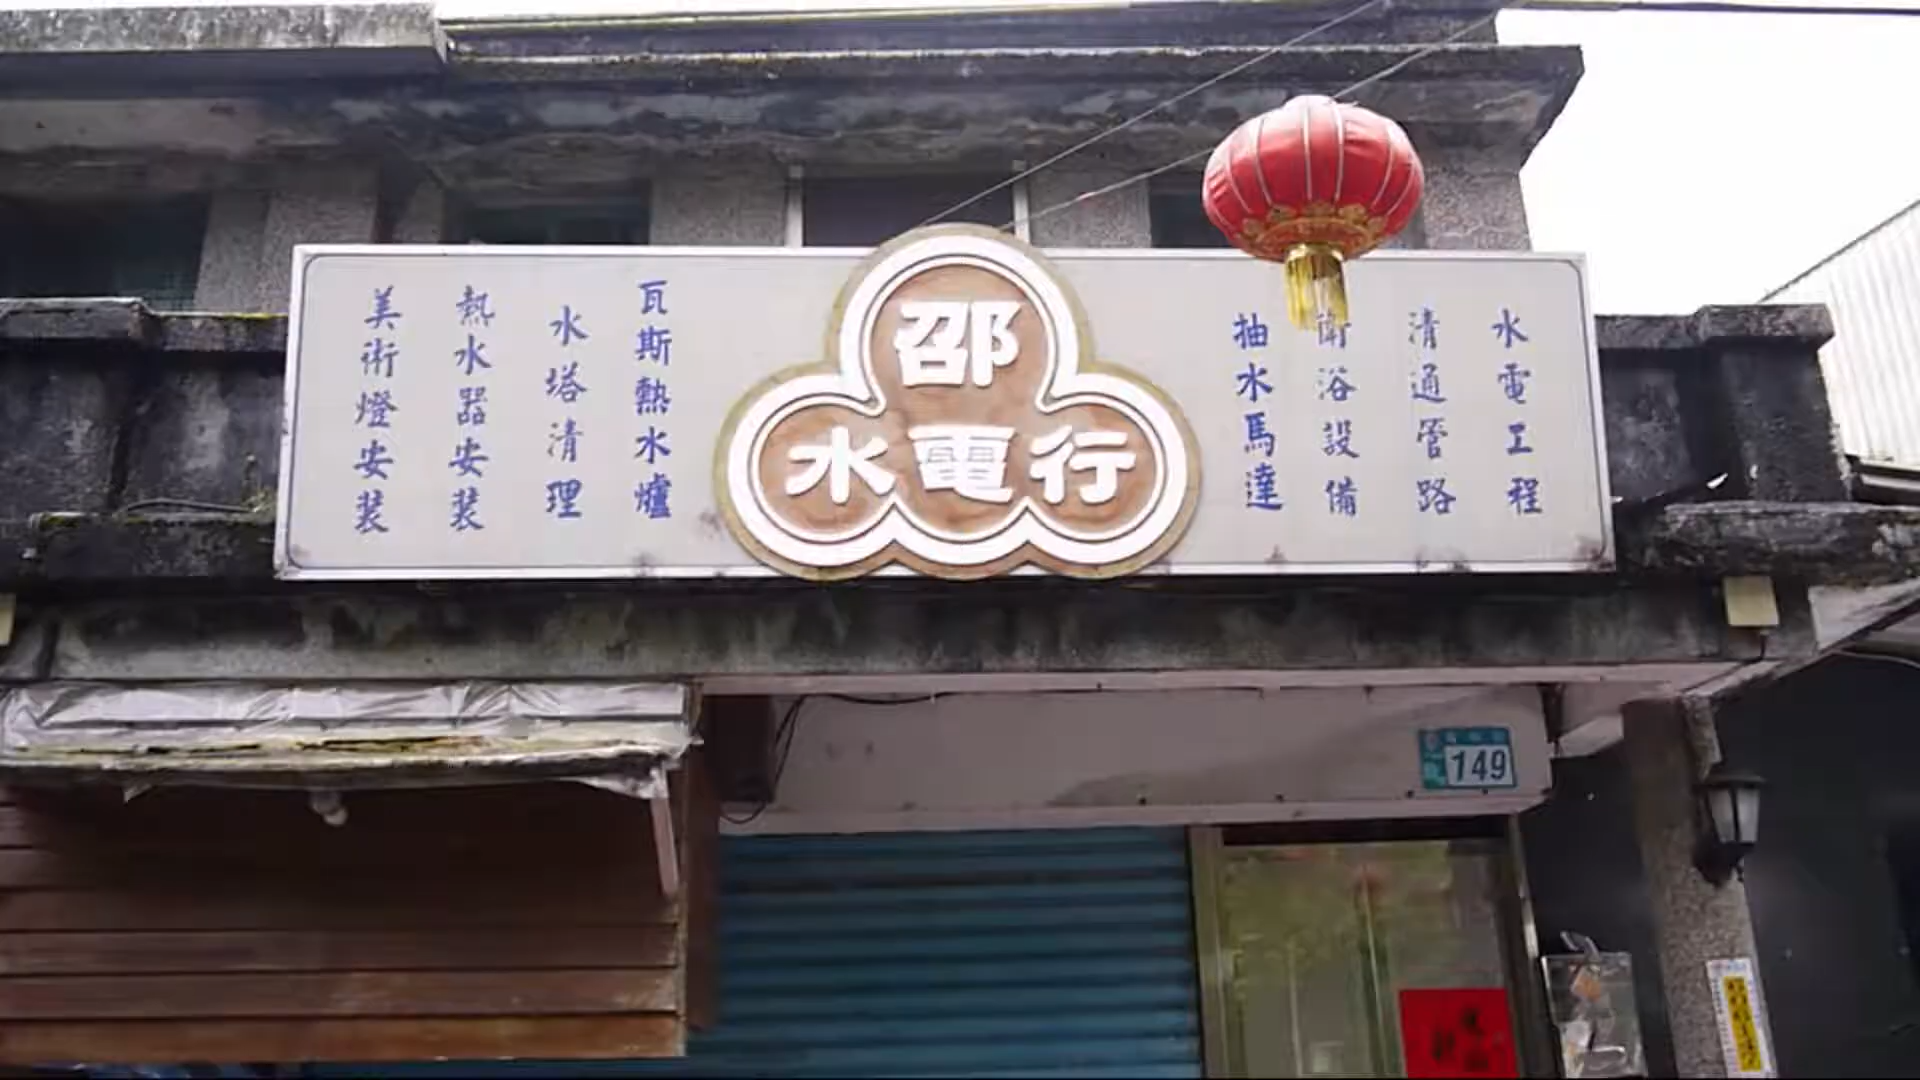 邵
水電行
水電工程
清通管路
衛浴設備
抽水馬達
瓦斯熱水爐
水塔清理
熱水器安裝
美術燈安裝
149